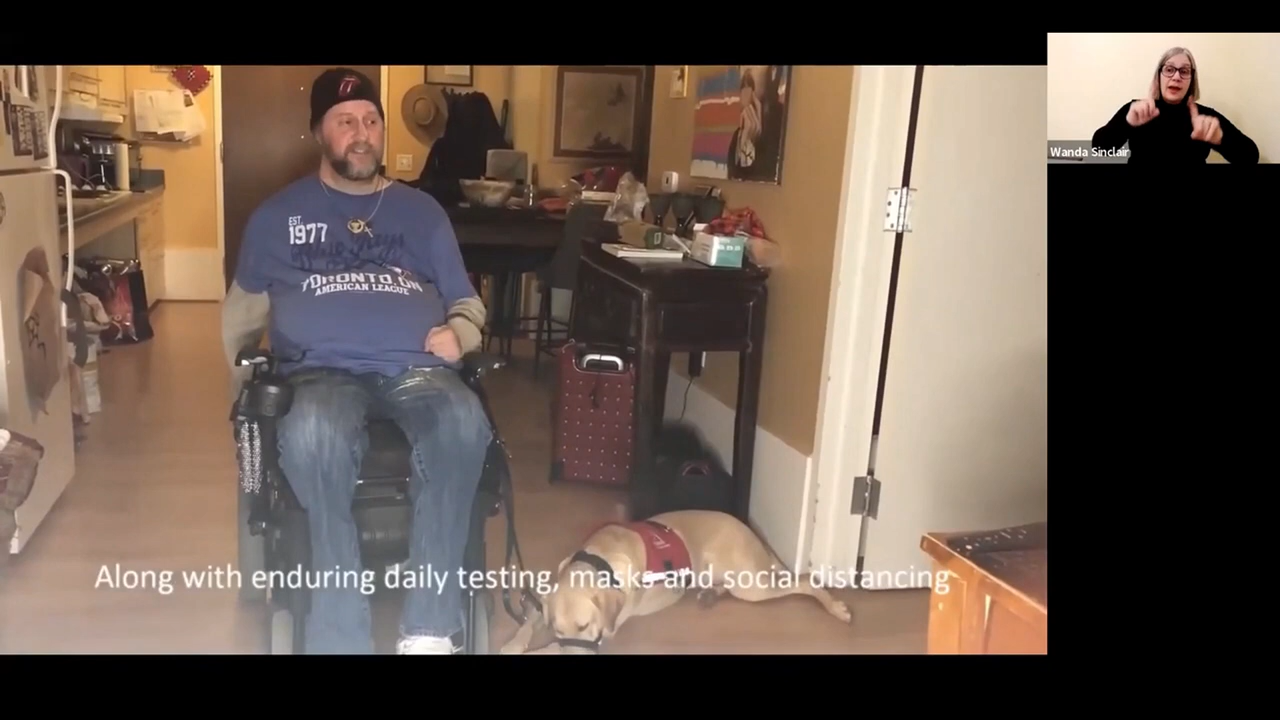 EST.
1977
TORONTO, ON
AMERICAN LEAGUE
Along with enduring daily testing, masks and social distancing
Wanda Sinclair